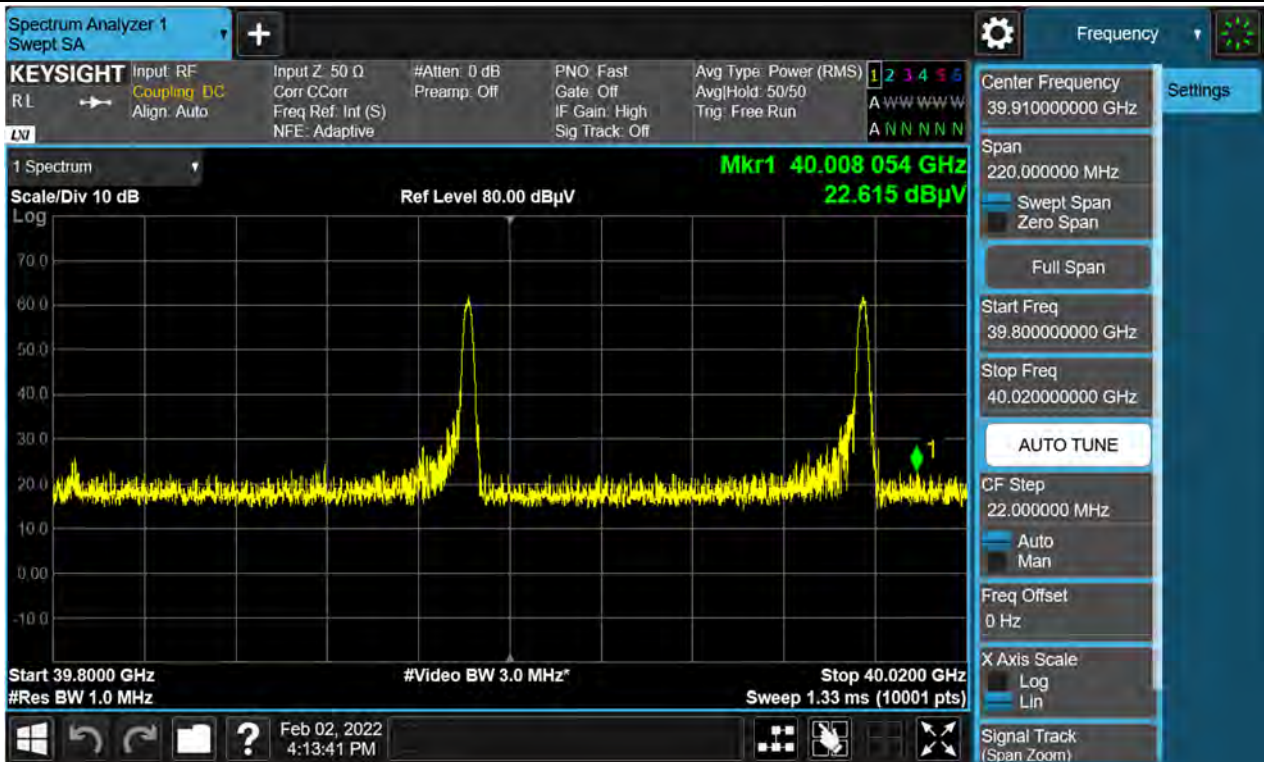 Spectrum Analyzer 1
Swept SA
Frequency
KEYSIGHT
RL
LXI
Input: RF
Coupling: DC
Align: Auto
Input Z: 50 Ω
Corr CCorr
Freq Ref: Int (S)
NFE: Adaptive
#Atten: 0 dB
Preamp: Off
PNO: Fast
Gate: Off
IF Gain: High
Sig Track: Off
Avg Type: Power (RMS)
Avg|Hold: 50/50
Trig: Free Run
1 2 3 4 5 6
A W W W W W
A N N N N N
1 Spectrum
Scale/Div 10 dB
Ref Level 80.00 dBµV
Mkr1 40.008 054 GHz
22.615 dBµV
Log
70.0
60.0
50.0
40.0
30.0
20.0
10.0
0.00
-10.0
1
Start 39.8000 GHz
#Video BW 3.0 MHz*
Stop 40.0200 GHz
#Res BW 1.0 MHz
Sweep 1.33 ms (10001 pts)
Feb 02, 2022
4:13:41 PM
Settings
Center Frequency
39.910000000 GHz
Span
220.000000 MHz
Swept Span
Zero Span
Full Span
Start Freq
39.800000000 GHz
Stop Freq
40.020000000 GHz
AUTO TUNE
CF Step
22.000000 MHz
Auto
Man
Freq Offset
0 Hz
X Axis Scale
Log
Lin
Signal Track
(Span Zoom)